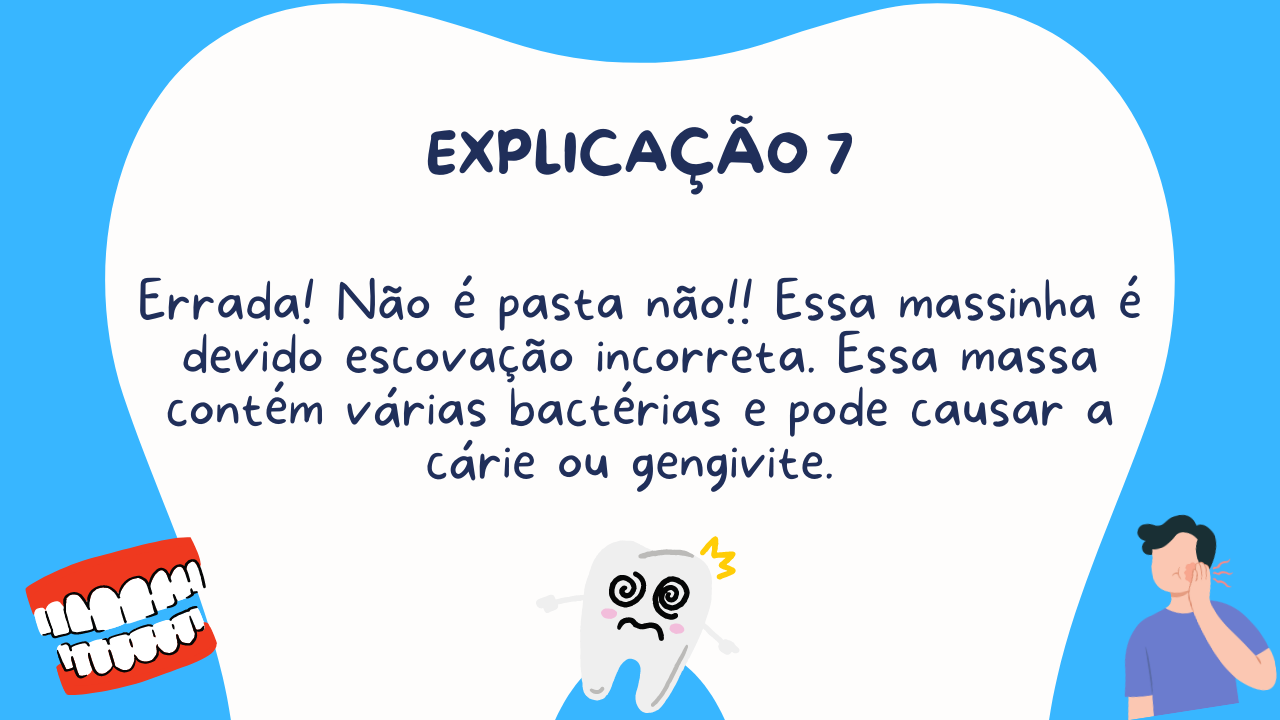 EXPLICAÇÃO 7
Errada! Não é pasta não!! Essa massinha é
devido escovação incorreta. Essa massa
contém várias bactérias e pode causar a
cárie ou gengivite.